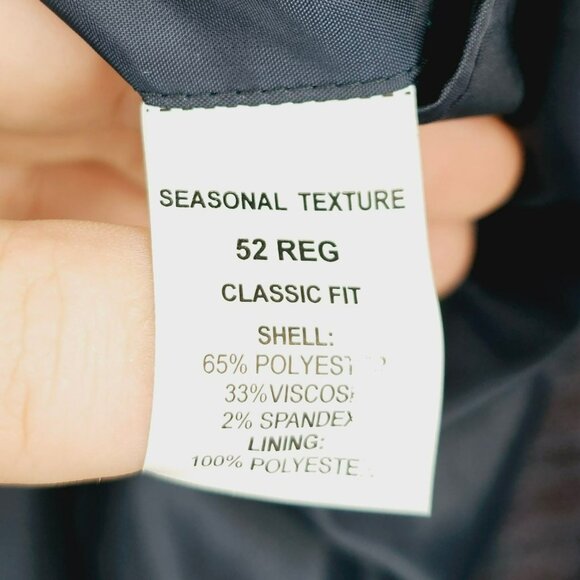 SEASONAL TEXTURE
52 REG
CLASSIC FIT
SHELL:
65% POLYESTER
33%VISCOSE
2% SPANDEX
LINING:
100% POLYESTER